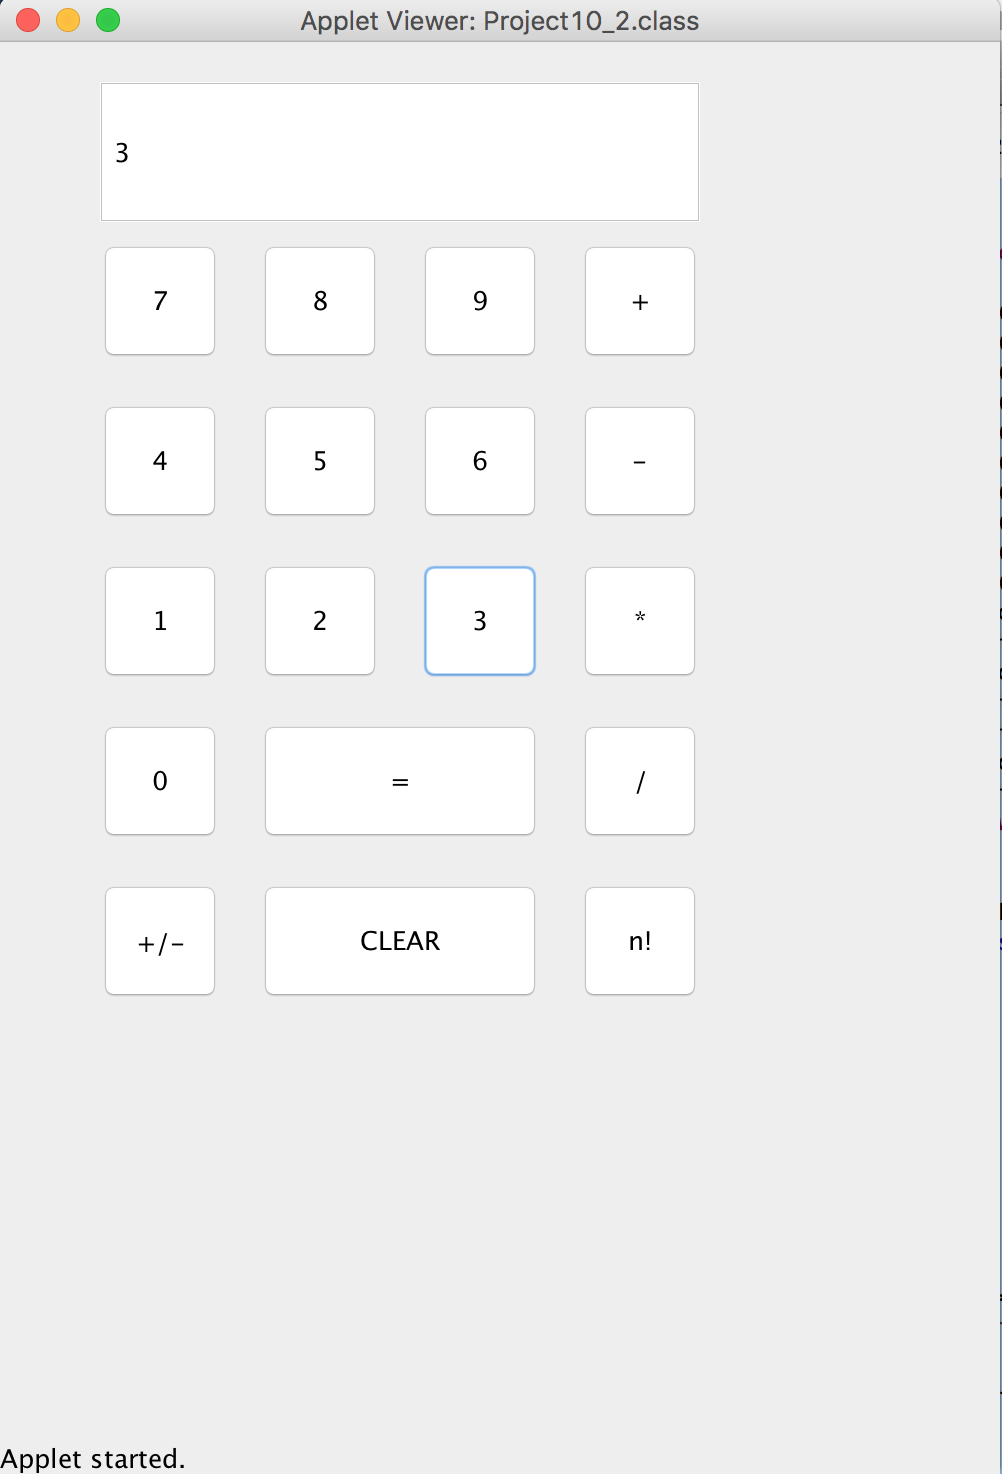 Applet Viewer: Project10_2.class
3
7 8 9 +
4 5 6 -
1 2 3 *
0 = /
+/- CLEAR n!
Applet started.